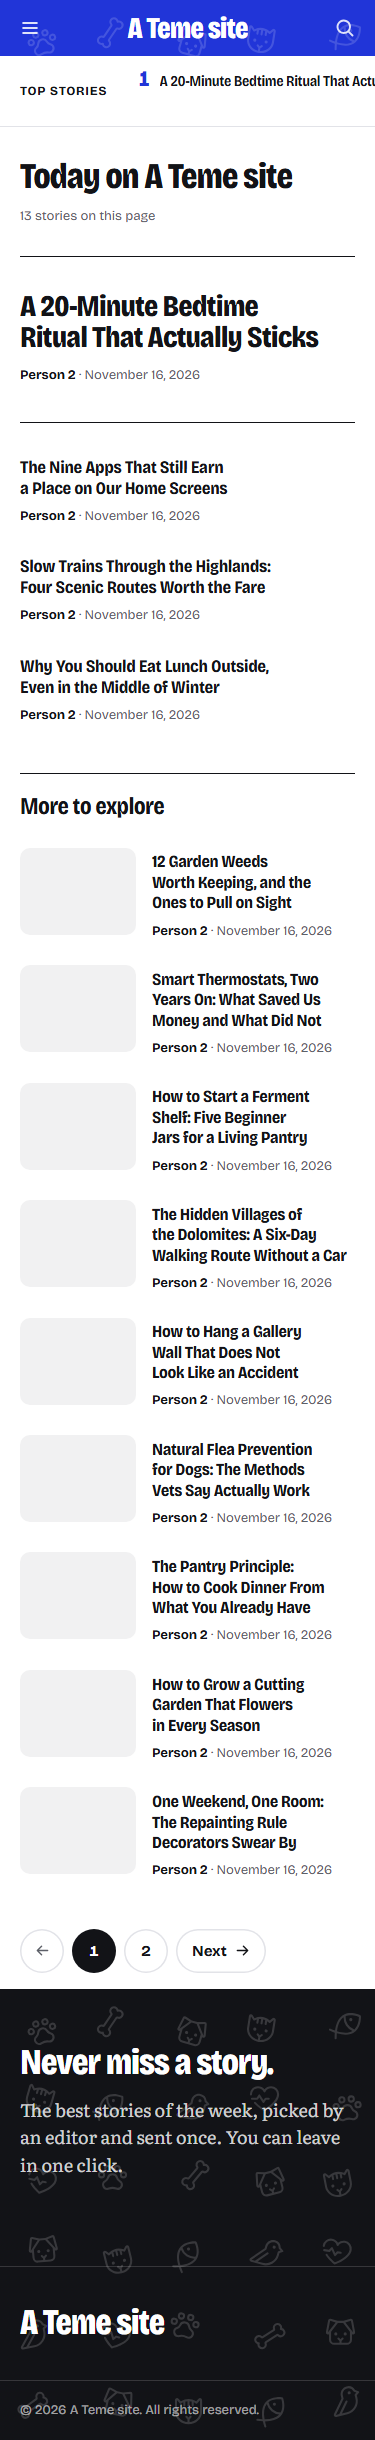 A Teme site
TOP STORIES
1 A 20-Minute Bedtime Ritual That Actu
Today on A Teme site
13 stories on this page
A 20-Minute Bedtime
Ritual That Actually Sticks
Person 2 · November 16, 2026
The Nine Apps That Still Earn
a Place on Our Home Screens
Person 2 · November 16, 2026
Slow Trains Through the Highlands:
Four Scenic Routes Worth the Fare
Person 2 · November 16, 2026
Why You Should Eat Lunch Outside,
Even in the Middle of Winter
Person 2 · November 16, 2026
More to explore
12 Garden Weeds
Worth Keeping, and the
Ones to Pull on Sight
Person 2 · November 16, 2026
Smart Thermostats, Two
Years On: What Saved Us
Money and What Did Not
Person 2 · November 16, 2026
How to Start a Ferment
Shelf: Five Beginner
Jars for a Living Pantry
Person 2 · November 16, 2026
The Hidden Villages of
the Dolomites: A Six-Day
Walking Route Without a Car
Person 2 · November 16, 2026
How to Hang a Gallery
Wall That Does Not
Look Like an Accident
Person 2 · November 16, 2026
Natural Flea Prevention
for Dogs: The Methods
Vets Say Actually Work
Person 2 · November 16, 2026
The Pantry Principle:
How to Cook Dinner From
What You Already Have
Person 2 · November 16, 2026
How to Grow a Cutting
Garden That Flowers
in Every Season
Person 2 · November 16, 2026
One Weekend, One Room:
The Repainting Rule
Decorators Swear By
Person 2 · November 16, 2026
← 1 2 Next →
Never miss a story.
The best stories of the week, picked by
an editor and sent once. You can leave
in one click.
A Teme site
© 2026 A Teme site. All rights reserved.